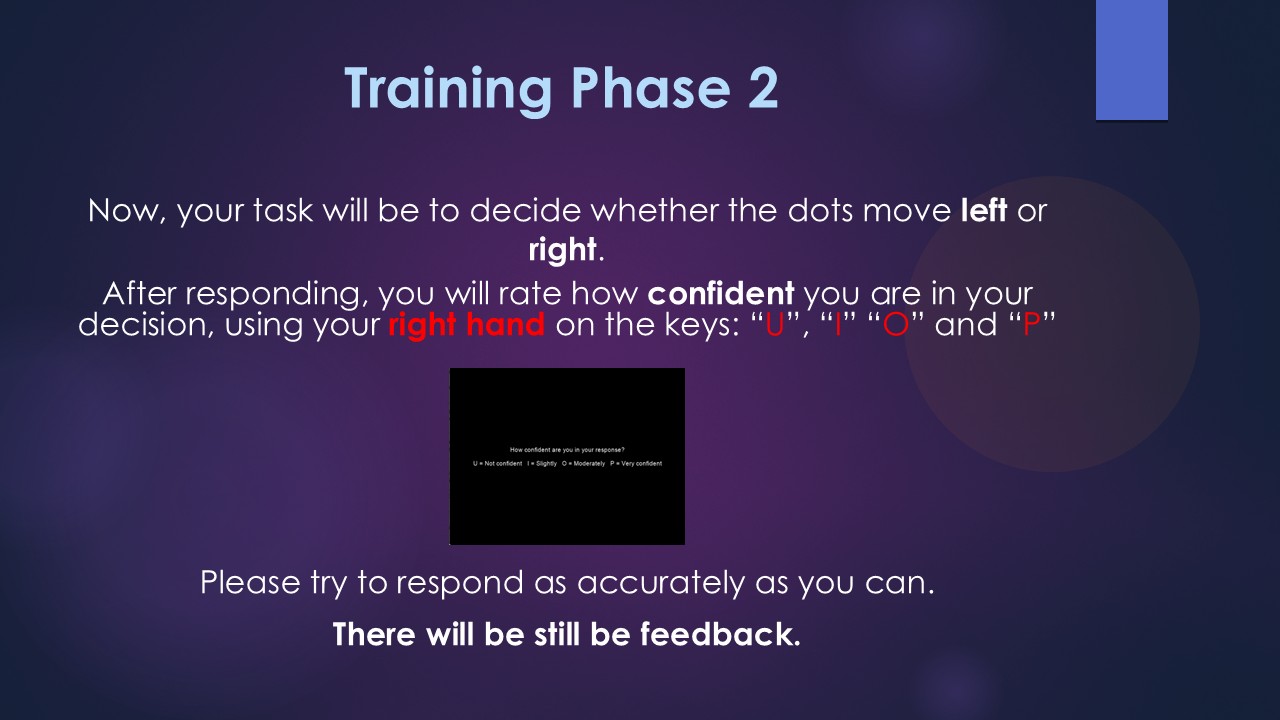 Training Phase 2
Now, your task will be to decide whether the dots move left or
right.
After responding, you will rate how confident you are in your
decision, using your right hand on the keys: “U”, “I” “O” and “P”
How confident are you in your response?
U = Not confident I = Slightly O = Moderately P = Very confident
Please try to respond as accurately as you can.
There will be still be feedback.